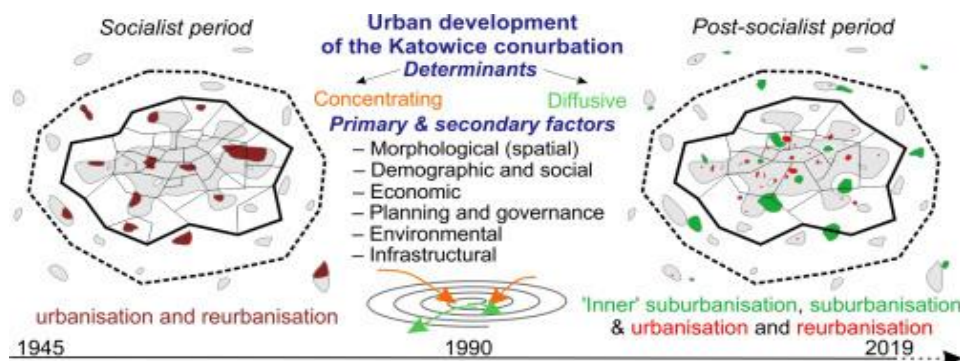 Socialist period
Urban development
of the Katowice conurbation
Determinants
Concentrating
Diffusive
Primary & secondary factors
– Morphological (spatial)
– Demographic and social
– Economic
– Planning and governance
– Environmental
– Infrastructural
Post-socialist period
urbanisation and reurbanisation
'Inner' suburbanisation, suburbanisation
& urbanisation and reurbanisation
1945
1990
2019